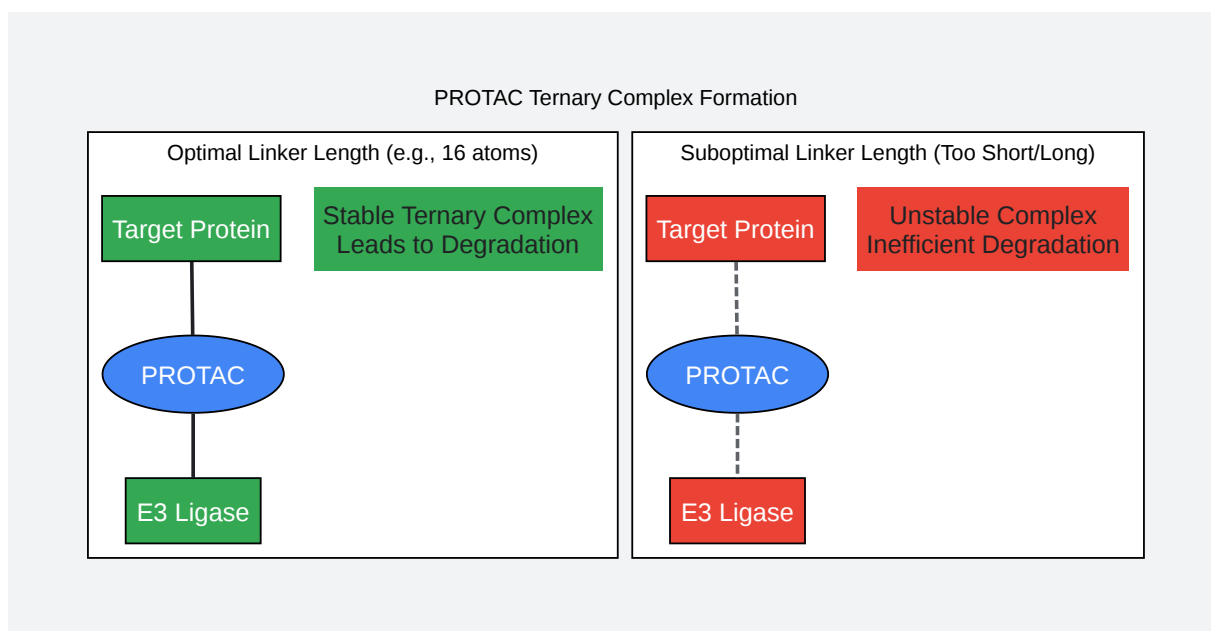 PROTAC Ternary Complex Formation
Optimal Linker Length (e.g., 16 atoms)
Target Protein
Stable Ternary Complex
Leads to Degradation
PROTAC
E3 Ligase
Suboptimal Linker Length (Too Short/Long)
Target Protein
Unstable Complex
Inefficient Degradation
PROTAC
E3 Ligase